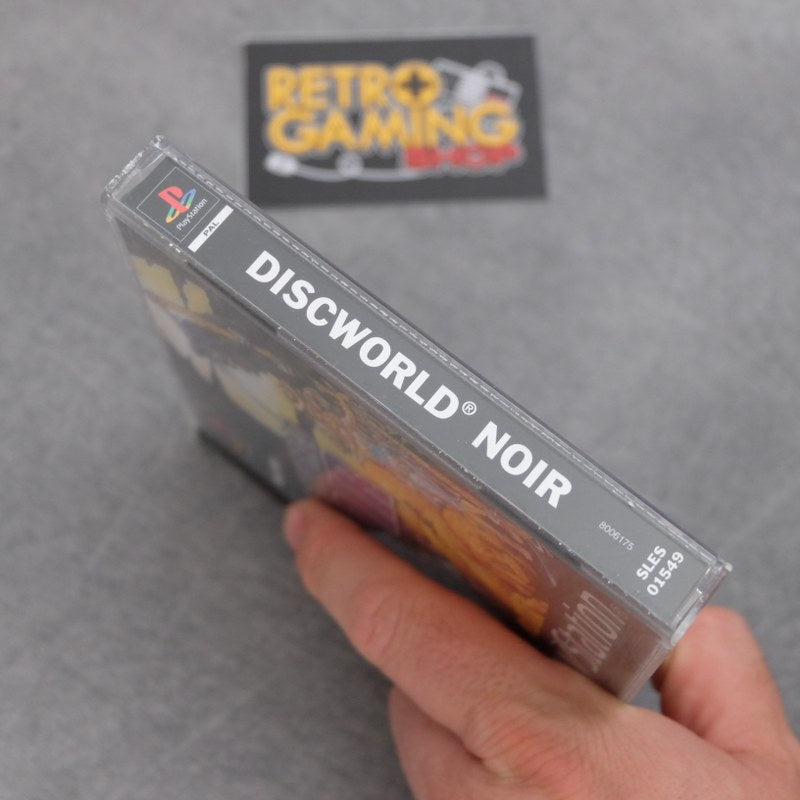 RETRO
GAMING
SHOP
PlayStation
PAL
DISCWORLD® NOIR
8006175
SLES
01549